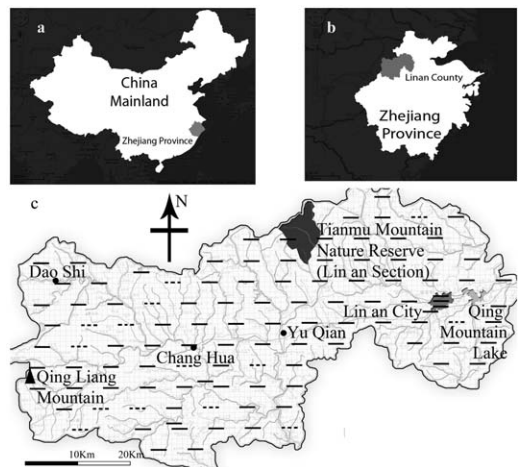 a
China
Mainland
Zhejiang Province
b
Linan County
Zhejiang
Province
c
N
Tianmu Mountain
Nature Reserve
(Lin an Section)
Dao Shi
Lin an City
Qing
Mountain
Lake
Yu Qian
Chang Hua
Qing Liang
Mountain
10Km
20Km